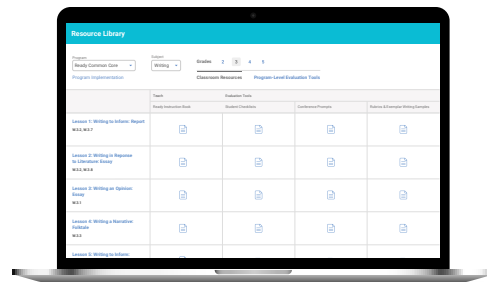 Resource Library
Program
Subject
Ready Common Core
Writing
Grades 2 3 4 5
Program Implementation
Classroom Resources
Program-Level Evaluation Tools
Teach
Evaluation Tools
Ready Instruction Book
Student Checklists
Conference Prompts
Rubrics & Exemplar Writing Samples
Lesson 1: Writing to Inform: Report
W.3.2, W.3.7
Lesson 2: Writing in Reponse
to Literature: Essay
W.3.2, W.3.8
Lesson 3: Writing an Opinion:
Essay
W.3.1
Lesson 4: Writing a Narrative:
Folktale
W.3.3
Lesson 5: Writing to Inform: